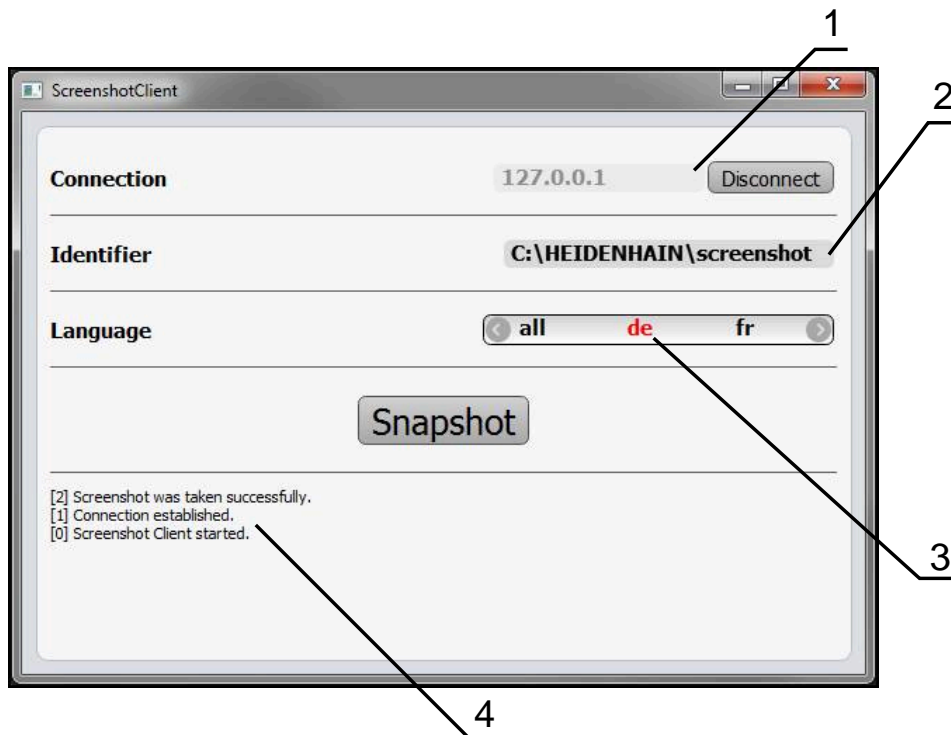 1
ScreenshotClient
2
Connection 127.0.0.1 Disconnect
Identifier C:\HEIDENHAIN\screenshot
Language all de fr
Snapshot
[2] Screenshot was taken successfully.
[1] Connection established.
[0] Screenshot Client started.
3
4